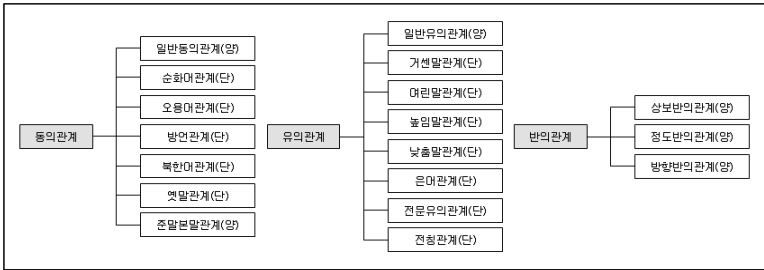 동의관계
일반동의관계(양)
순화어관계(단)
오용어관계(단)
방언관계(단)
북한어관계(단)
옛말관계(단)
준말본말관계(양)
유의관계
일반유의관계(양)
거센말관계(단)
여린말관계(단)
높임말관계(단)
낮춤말관계(단)
은어관계(단)
전문유의관계(단)
전칭관계(단)
반의관계
상보반의관계(양)
정도반의관계(양)
방향반의관계(양)